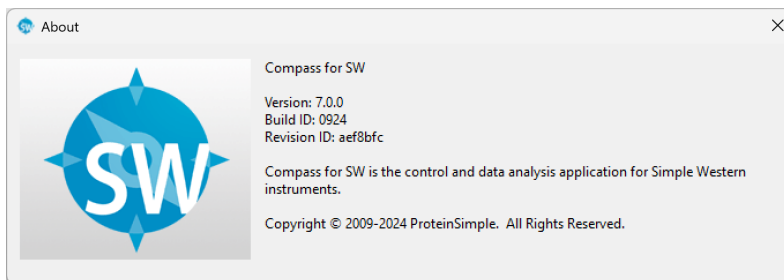 About
SW
Compass for SW
Version: 7.0.0
Build ID: 0924
Revision ID: aef8bfc
Compass for SW is the control and data analysis application for Simple Western
instruments.
Copyright © 2009-2024 ProteinSimple.  All Rights Reserved.